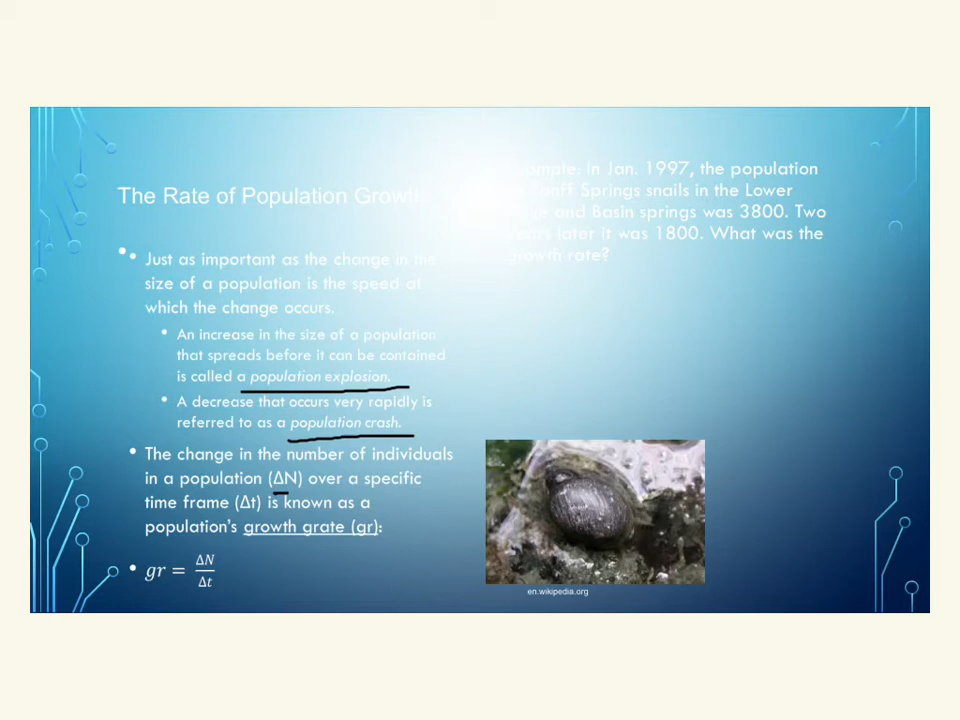 The Rate of Population Growth
Just as important as the change in the
size of a population is the speed at
which the change occurs.
An increase in the size of a population
that spreads before it can be contained
is called a population explosion.
A decrease that occurs very rapidly is
referred to as a population crash.
The change in the number of individuals
in a population (ΔN) over a specific
time frame (Δt) is known as a
population's growth grate (gr):
gr = ΔN/Δt
Example: In Jan. 1997, the population
Banff Springs snails in the Lower
and Basin springs was 3800. Two
years later it was 1800. What was the
growth rate?
en.wikipedia.org